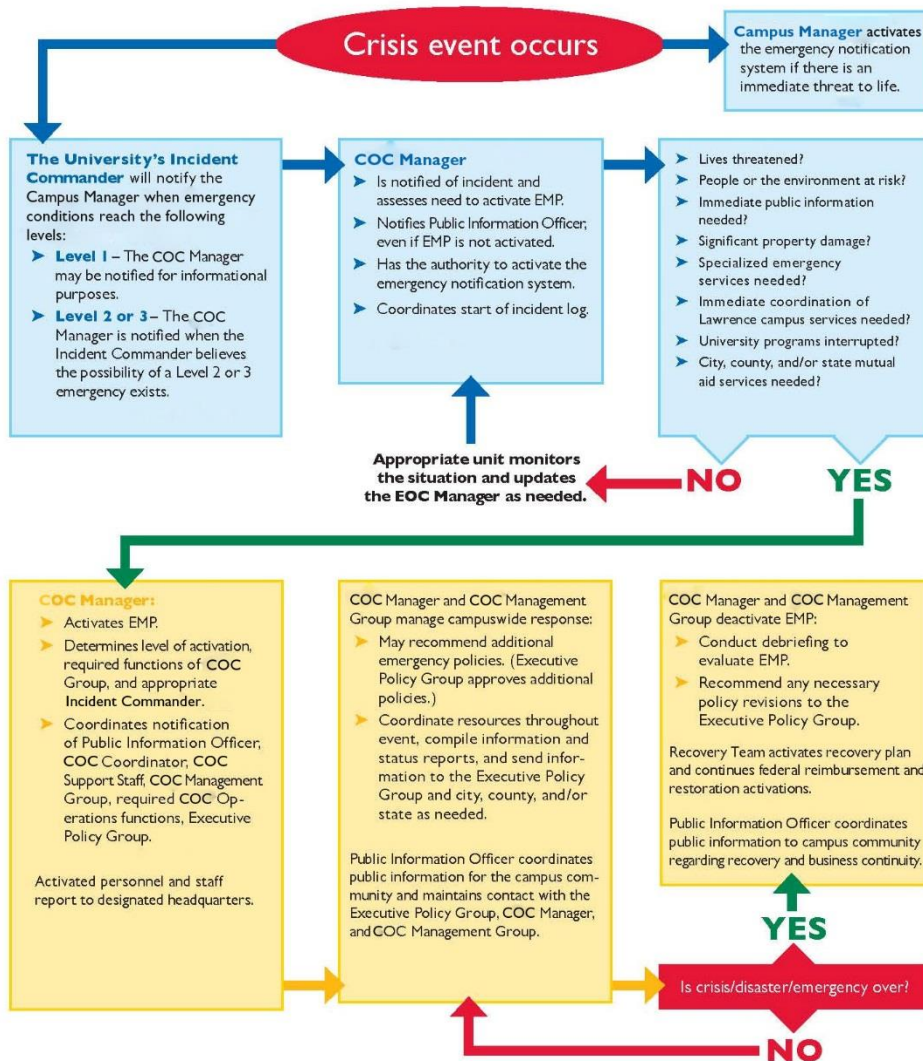 Crisis event occurs
Campus Manager activates
the emergency notification
system if there is an
immediate threat to life.
The University's Incident
Commander will notify the
Campus Manager when emergency
conditions reach the following
levels:
➤ Level 1 – The COC Manager
may be notified for informational
purposes.
➤ Level 2 or 3 – The COC
Manager is notified when the
Incident Commander believes
the possibility of a Level 2 or 3
emergency exists.
COC Manager
➤ Is notified of incident and
assesses need to activate EMP.
➤ Notifies Public Information Officer,
even if EMP is not activated.
➤ Has the authority to activate the
emergency notification system.
➤ Coordinates start of incident log.
➤ Lives threatened?
➤ People or the environment at risk?
➤ Immediate public information
needed?
➤ Significant property damage?
➤ Specialized emergency
services needed?
➤ Immediate coordination of
Lawrence campus services needed?
➤ University programs interrupted?
➤ City, county, and/or state mutual
aid services needed?
Appropriate unit monitors
the situation and updates
the EOC Manager as needed.
NO
YES
COC Manager:
➤ Activates EMP.
➤ Determines level of activation,
required functions of COC
Group, and appropriate
Incident Commander.
➤ Coordinates notification
of Public Information Officer,
COC Coordinator, COC
Support Staff, COC Management
Group, required COC Op-
erations functions, Executive
Policy Group.
Activated personnel and staff
report to designated headquarters.
COC Manager and COC Management
Group manage campuswide response:
➤ May recommend additional
emergency policies. (Executive
Policy Group approves additional
policies.)
➤ Coordinate resources throughout
event, compile information and
status reports, and send infor-
mation to the Executive Policy
Group and city, county, and/or
state as needed.
Public Information Officer coordinates
public information for the campus com-
munity and maintains contact with the
Executive Policy Group, COC Manager,
and COC Management Group.
COC Manager and COC Management
Group deactivate EMP:
➤ Conduct debriefing to
evaluate EMP.
➤ Recommend any necessary
policy revisions to the
Executive Policy Group.
Recovery Team activates recovery plan
and continues federal reimbursement and
restoration activations.
Public Information Officer coordinates
public information to campus community
regarding recovery and business continuity.
YES
Is crisis/disaster/emergency over?
NO